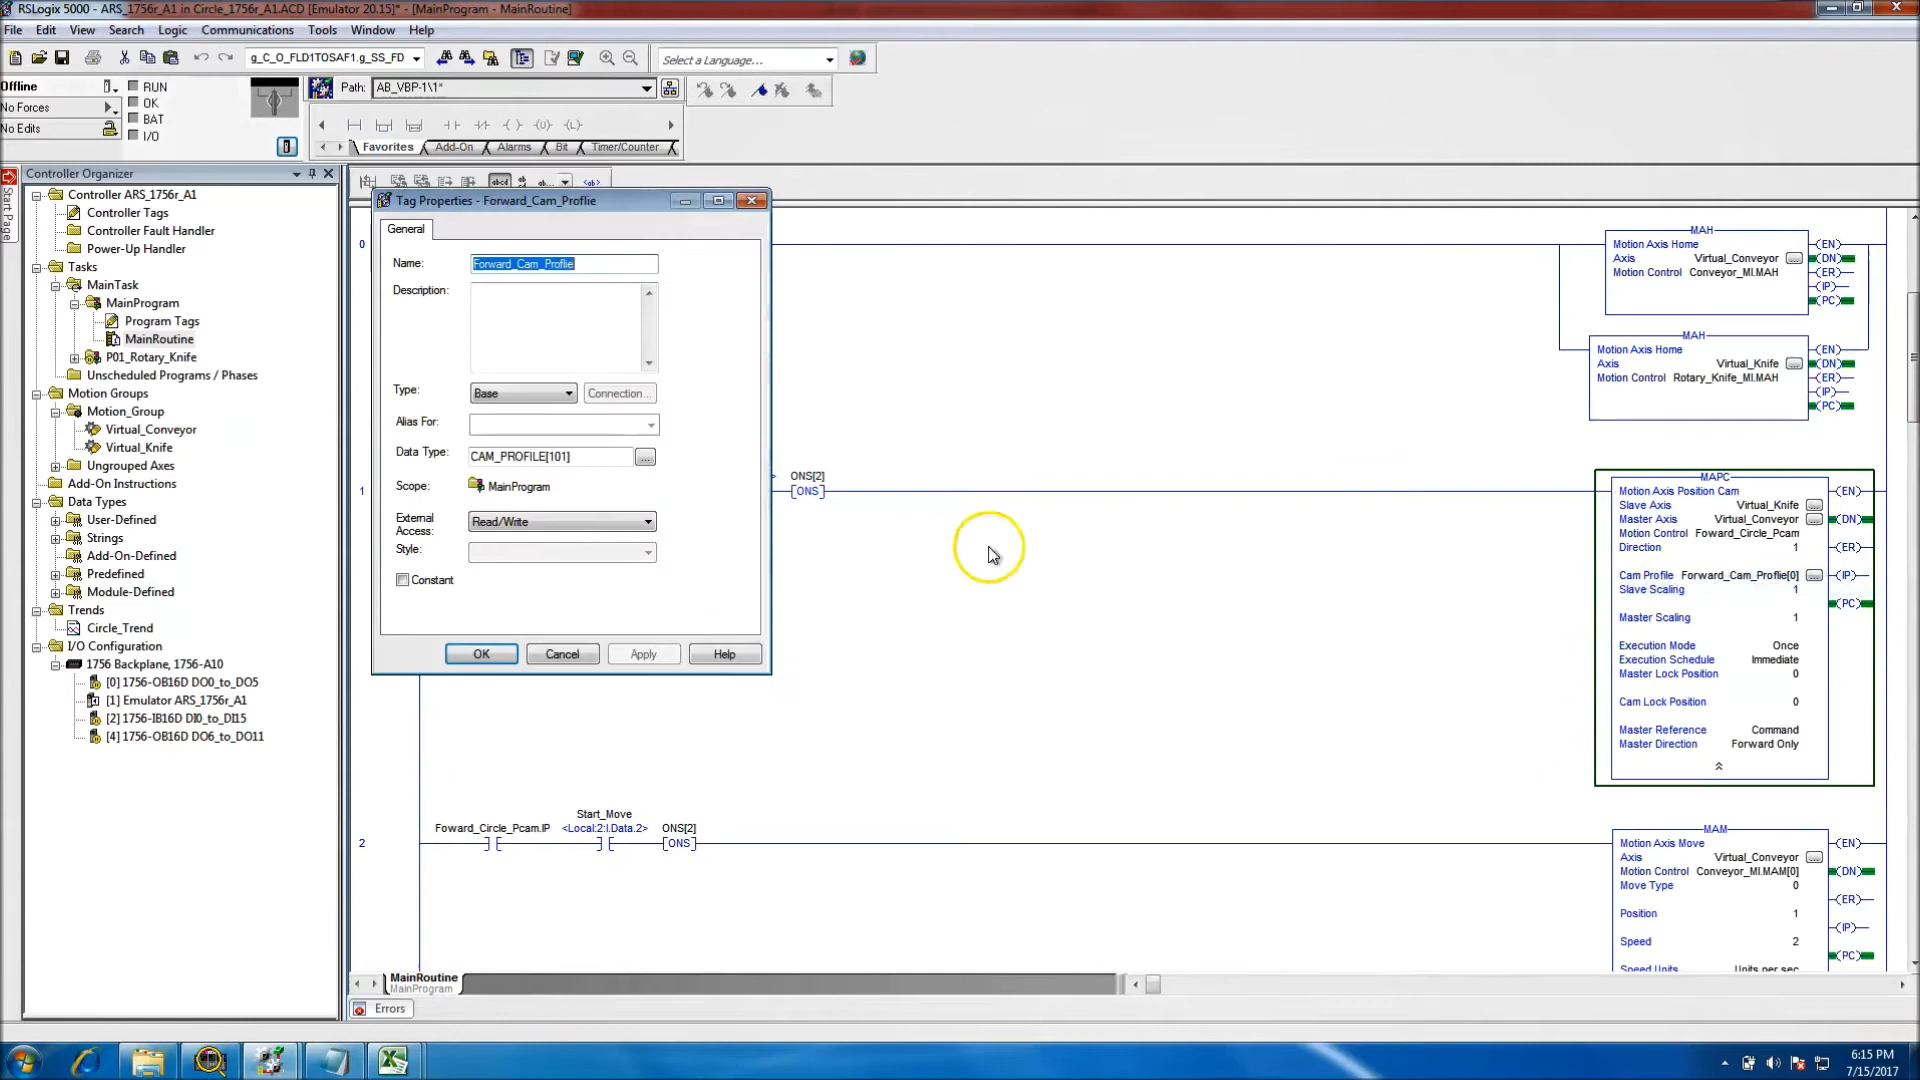 RSLogix 5000 - ARS_1756r_A1 in Circle_1756r_A1.ACD [Emulator 20.15]* - [MainProgram - MainRoutine]
File Edit View Search Logic Communications Tools Window Help
g_C_O_FLD1TOSAF1.g_SS_FD
Select a Language...
Offline
RUN
No Forces
OK
BAT
No Edits
I/O
Path: AB_VBP-1\1*
Favorites Add-On Alarms Bit Timer/Counter
Start Page
Controller Organizer
Controller ARS_1756r_A1
Controller Tags
Controller Fault Handler
Power-Up Handler
Tasks
MainTask
MainProgram
Program Tags
MainRoutine
P01_Rotary_Knife
Unscheduled Programs / Phases
Motion Groups
Motion_Group
Virtual_Conveyor
Virtual_Knife
Ungrouped Axes
Add-On Instructions
Data Types
User-Defined
Strings
Add-On-Defined
Predefined
Module-Defined
Trends
Circle_Trend
I/O Configuration
1756 Backplane, 1756-A10
[0] 1756-OB16D DO0_to_DO5
[1] Emulator ARS_1756r_A1
[2] 1756-IB16D DI0_to_DI15
[4] 1756-OB16D DO6_to_DO11
Tag Properties - Forward_Cam_Proflie
General
Name: Forward_Cam_Proflie
Description:
Type: Base Connection...
Alias For:
Data Type: CAM_PROFILE[101] ...
Scope: MainProgram
External Access: Read/Write
Style:
Constant
OK Cancel Apply Help
0
MAH
Motion Axis Home
Axis Virtual_Conveyor ...
Motion Control Conveyor_MI.MAH
EN
DN
ER
IP
PC
MAH
Motion Axis Home
Axis Virtual_Knife ...
Motion Control Rotary_Knife_MI.MAH
EN
DN
ER
IP
PC
1
ONS[2]
ONS
MAPC
Motion Axis Position Cam
Slave Axis Virtual_Knife ...
Master Axis Virtual_Conveyor ...
Motion Control Foward_Circle_Pcam
Direction 1
Cam Profile Forward_Cam_Proflie[0] ...
Slave Scaling 1
Master Scaling 1
Execution Mode Once
Execution Schedule Immediate
Master Lock Position 0
Cam Lock Position 0
Master Reference Command
Master Direction Forward Only
EN
DN
ER
IP
PC
2
Foward_Circle_Pcam.IP
Start_Move
<Local:2:I.Data.2>
ONS[2]
ONS
MAM
Motion Axis Move
Axis Virtual_Conveyor ...
Motion Control Conveyor_MI.MAM[0]
Move Type 0
Position 1
Speed 2
Speed Units Units per sec
EN
DN
ER
IP
PC
MainRoutine
MainProgram
Errors
6:15 PM
7/15/2017